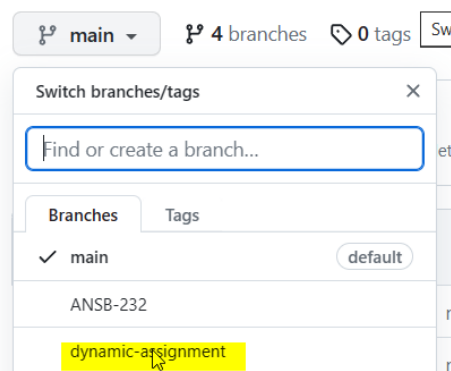 main 4 branches 0 tags Sw
Switch branches/tags
Find or create a branch...
Branches Tags
main default
ANSB-232
dynamic-assignment